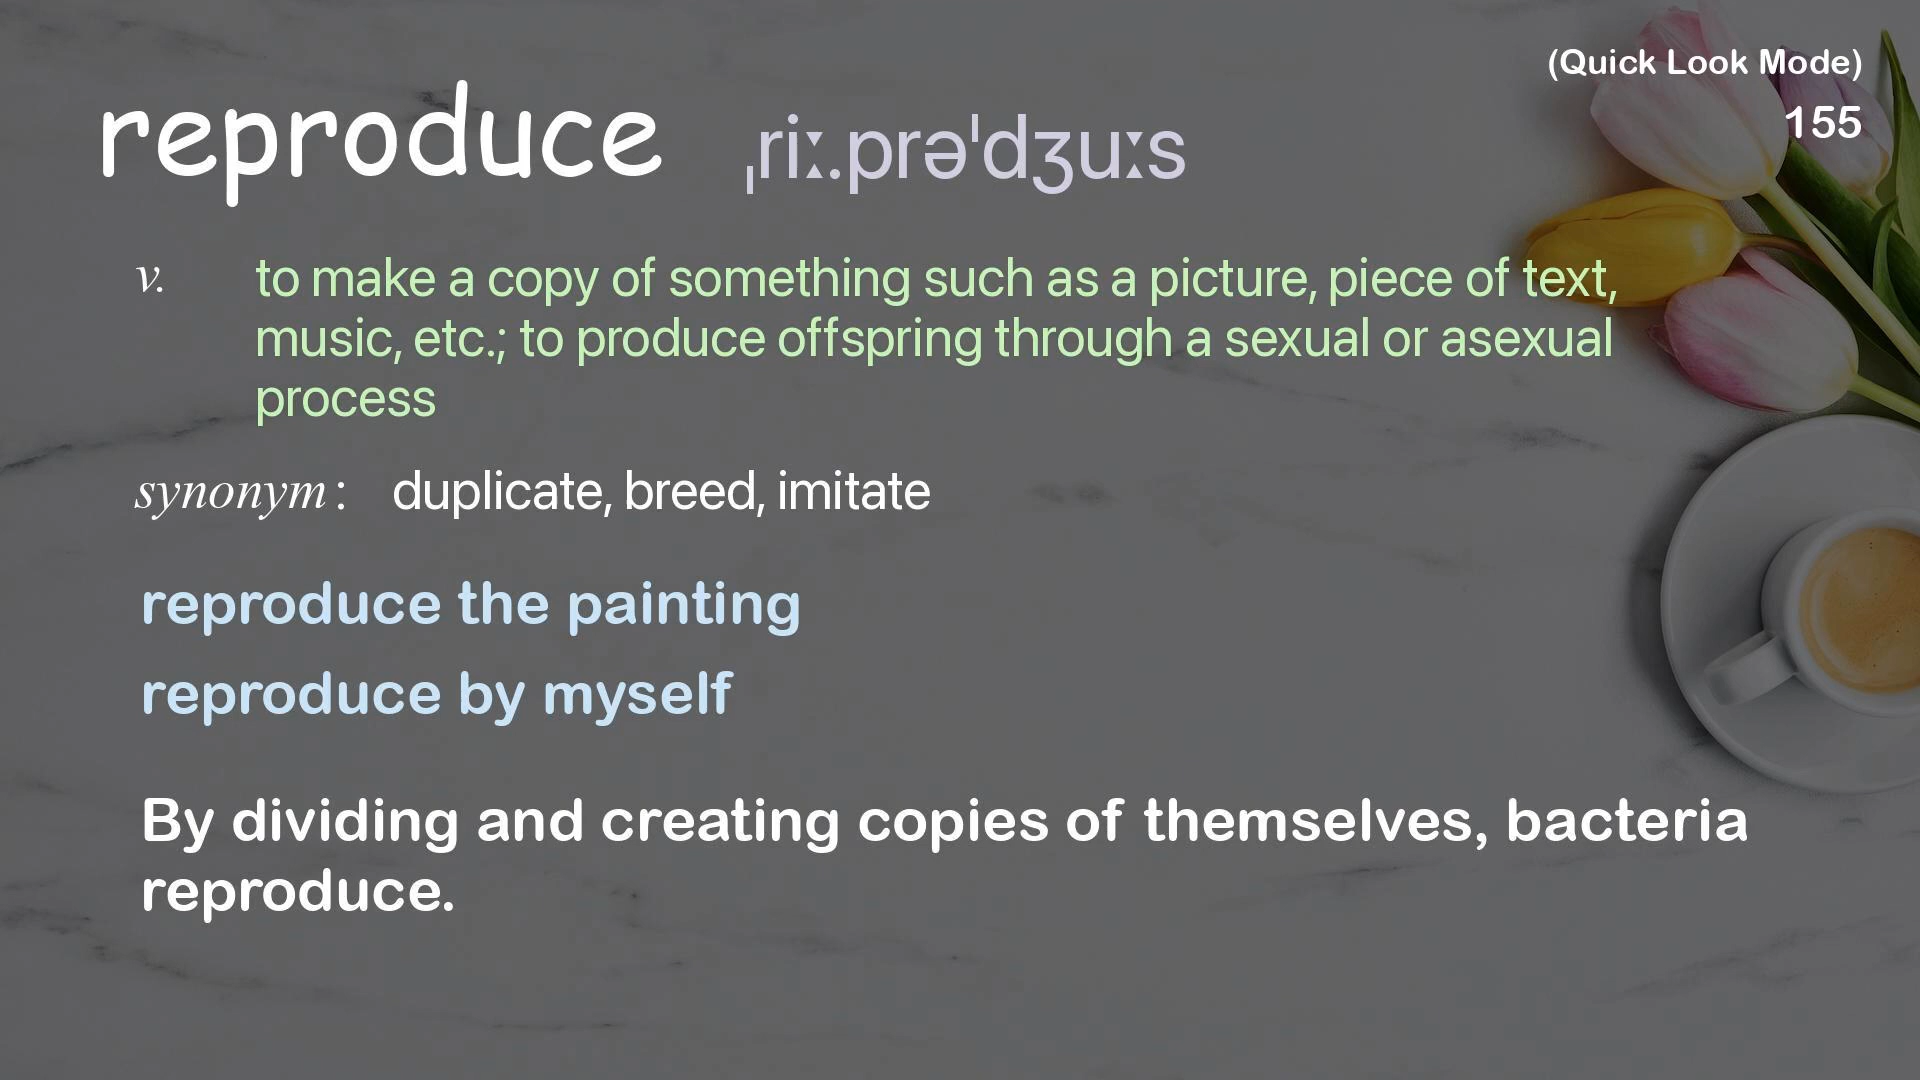 (Quick Look Mode)
155
reproduce ˌriː.prəˈdʒuːs
v. to make a copy of something such as a picture, piece of text,
music, etc.; to produce offspring through a sexual or asexual
process
synonym: duplicate, breed, imitate
reproduce the painting
reproduce by myself
By dividing and creating copies of themselves, bacteria
reproduce.